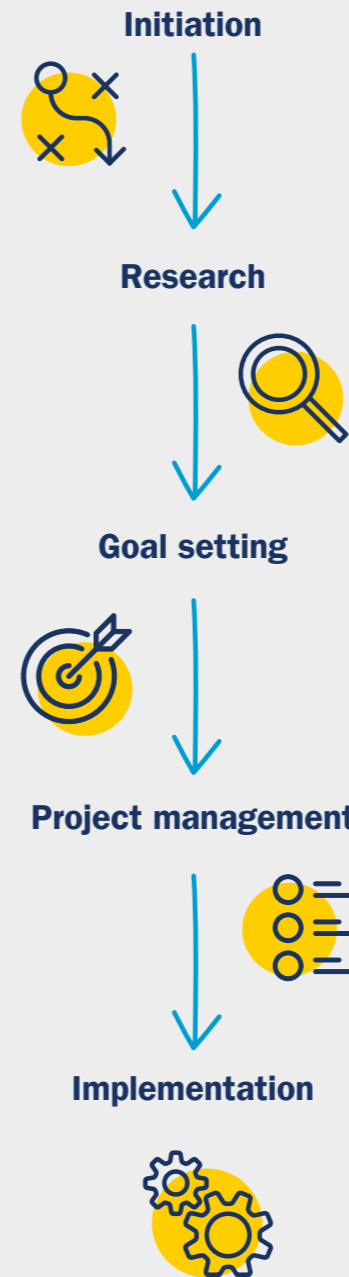 Initiation
Research
Goal setting
Project management
Implementation